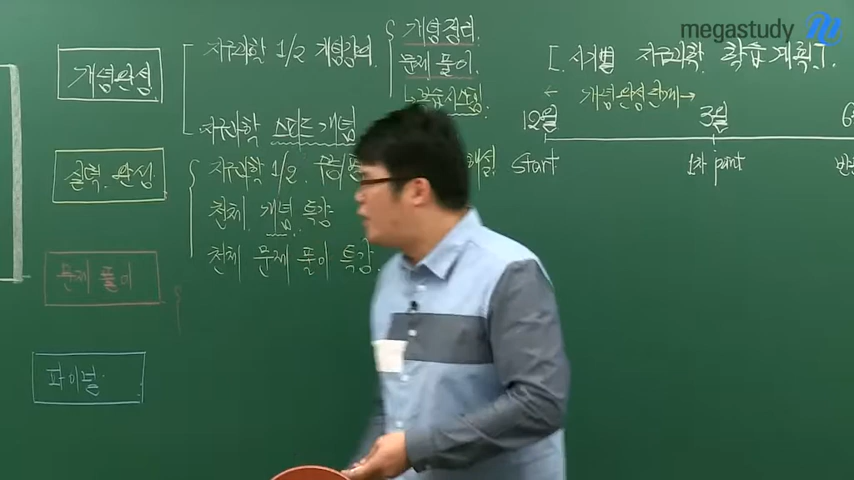 megastudy
개념완성
지구과학 1/2 개념강의
개념정리
문제 풀이
지구과학 스피드 개념
실력 완성
지구과학 1/2
천체 개념 특강
천체 문제 풀이 특강
문제 풀이
파이널
[시기별 지구과학 학습 계획]
← 개념완성단계 →
12월 3월 6
start 1차 point